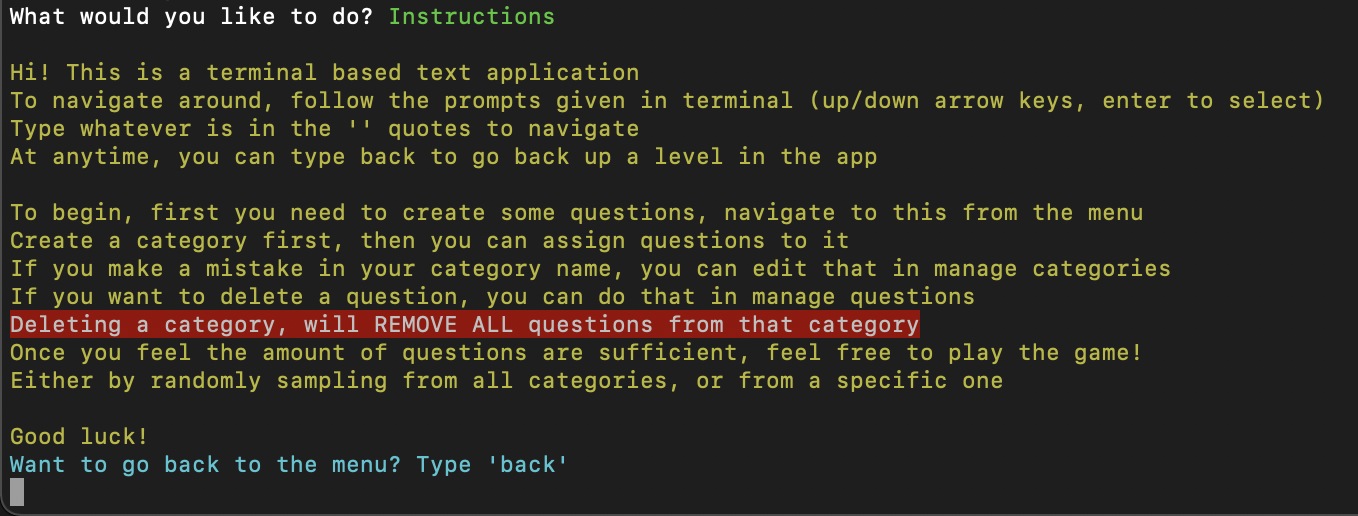 What would you like to do? Instructions
Hi! This is a terminal based text application
To navigate around, follow the prompts given in terminal (up/down arrow keys, enter to select)
Type whatever is in the '' quotes to navigate
At anytime, you can type back to go back up a level in the app
To begin, first you need to create some questions, navigate to this from the menu
Create a category first, then you can assign questions to it
If you make a mistake in your category name, you can edit that in manage categories
If you want to delete a question, you can do that in manage questions
Deleting a category, will REMOVE ALL questions from that category
Once you feel the amount of questions are sufficient, feel free to play the game!
Either by randomly sampling from all categories, or from a specific one
Good luck!
Want to go back to the menu? Type 'back'